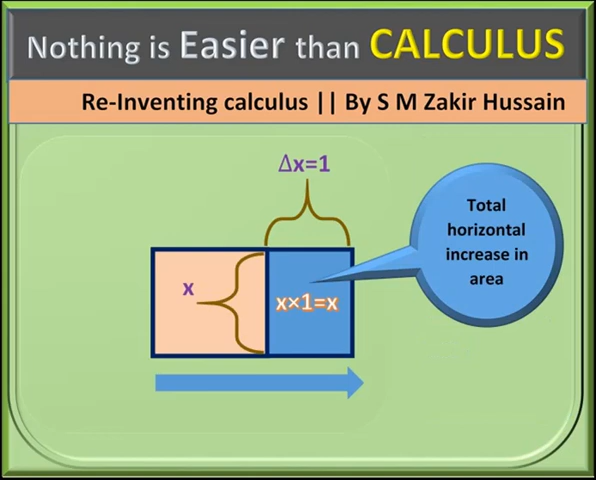 Nothing is Easier than CALCULUS
Re-Inventing calculus || By S M Zakir Hussain
Δx=1
Total
horizontal
increase in
area
x
x×1=x